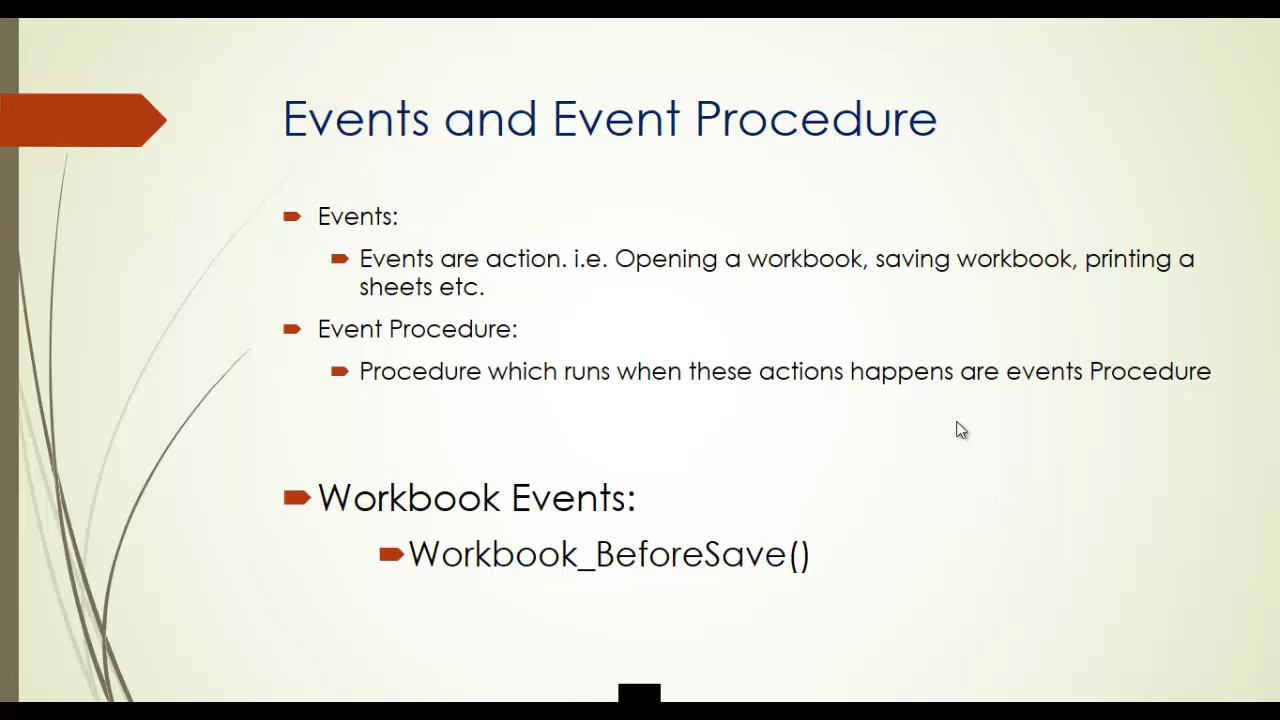 Events and Event Procedure
Events:
Events are action. i.e. Opening a workbook, saving workbook, printing a
sheets etc.
Event Procedure:
Procedure which runs when these actions happens are events Procedure
Workbook Events:
Workbook_BeforeSave()